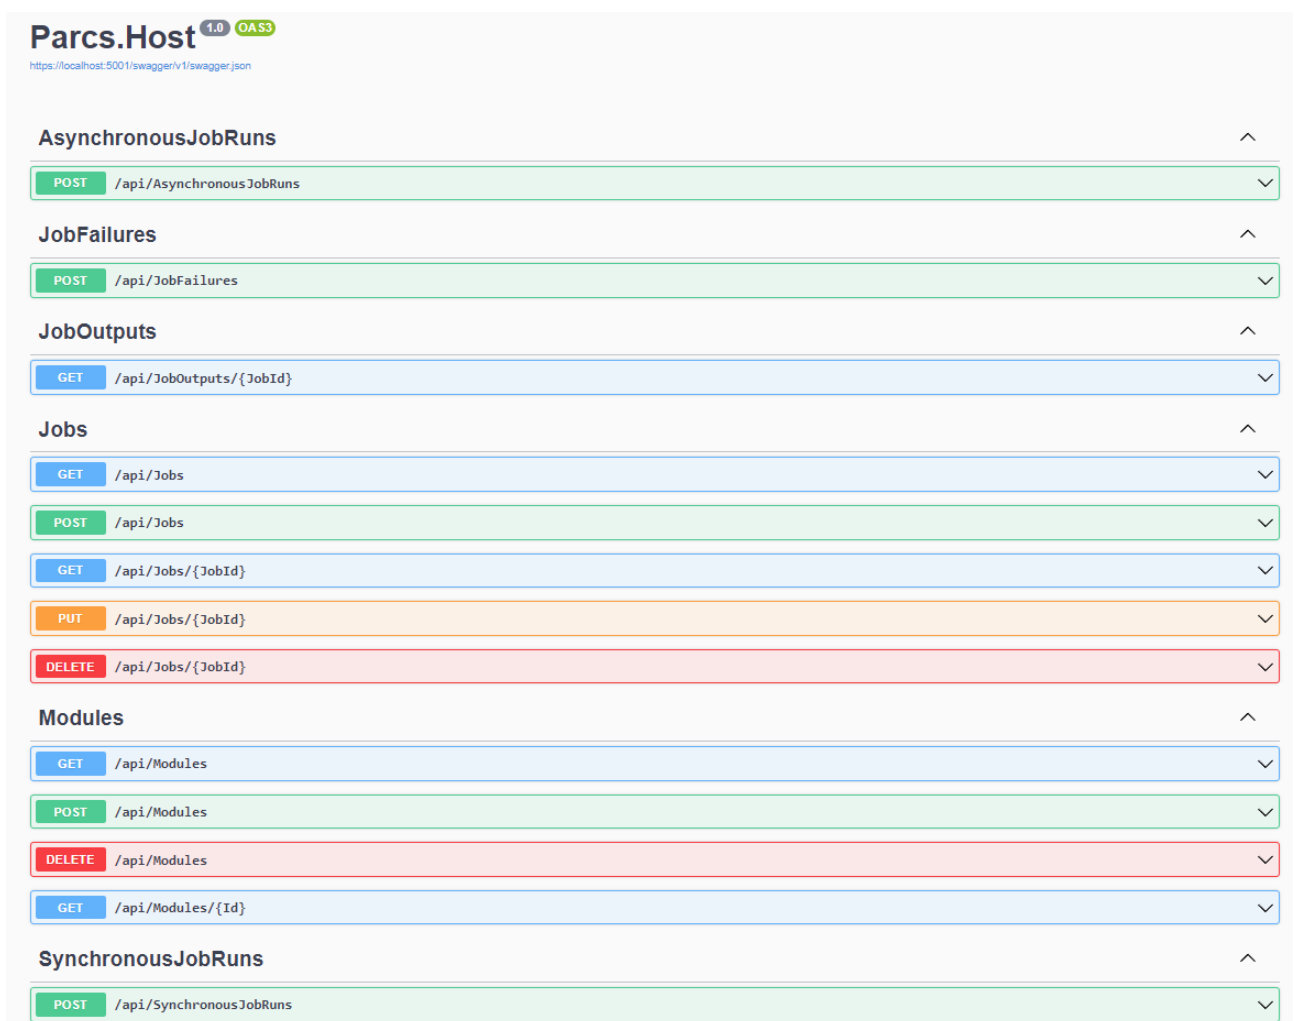 Parcs.Host 1.0 OAS3
https://localhost:5001/swagger/v1/swagger.json
AsynchronousJobRuns
POST /api/AsynchronousJobRuns
JobFailures
POST /api/JobFailures
JobOutputs
GET /api/JobOutputs/{JobId}
Jobs
GET /api/Jobs
POST /api/Jobs
GET /api/Jobs/{JobId}
PUT /api/Jobs/{JobId}
DELETE /api/Jobs/{JobId}
Modules
GET /api/Modules
POST /api/Modules
DELETE /api/Modules
GET /api/Modules/{Id}
SynchronousJobRuns
POST /api/SynchronousJobRuns